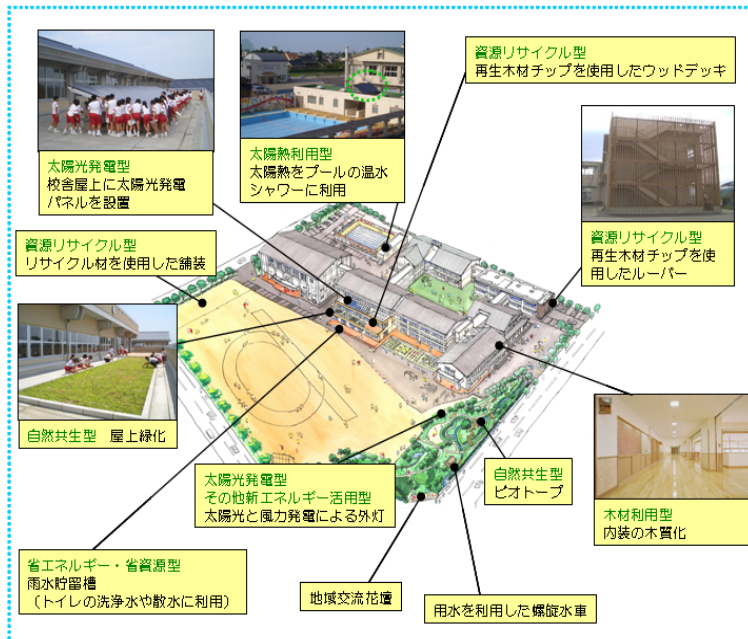 資源リサイクル型
再生木材チップを使用したウッドデッキ
太陽光発電型
校舎屋上に太陽光発電
パネルを設置
太陽熱利用型
太陽熱をプールの温水
シャワーに利用
資源リサイクル型
再生木材チップを使
用したルーバー
資源リサイクル型
リサイクル材を使用した舗装
自然共生型 屋上緑化
太陽光発電型
その他新エネルギー活用型
太陽光と風力発電による外灯
自然共生型
ビオトープ
木材利用型
内装の木質化
省エネルギー・省資源型
雨水貯留槽
（トイレの洗浄水や散水に利用）
地域交流花壇
用水を利用した螺旋水車